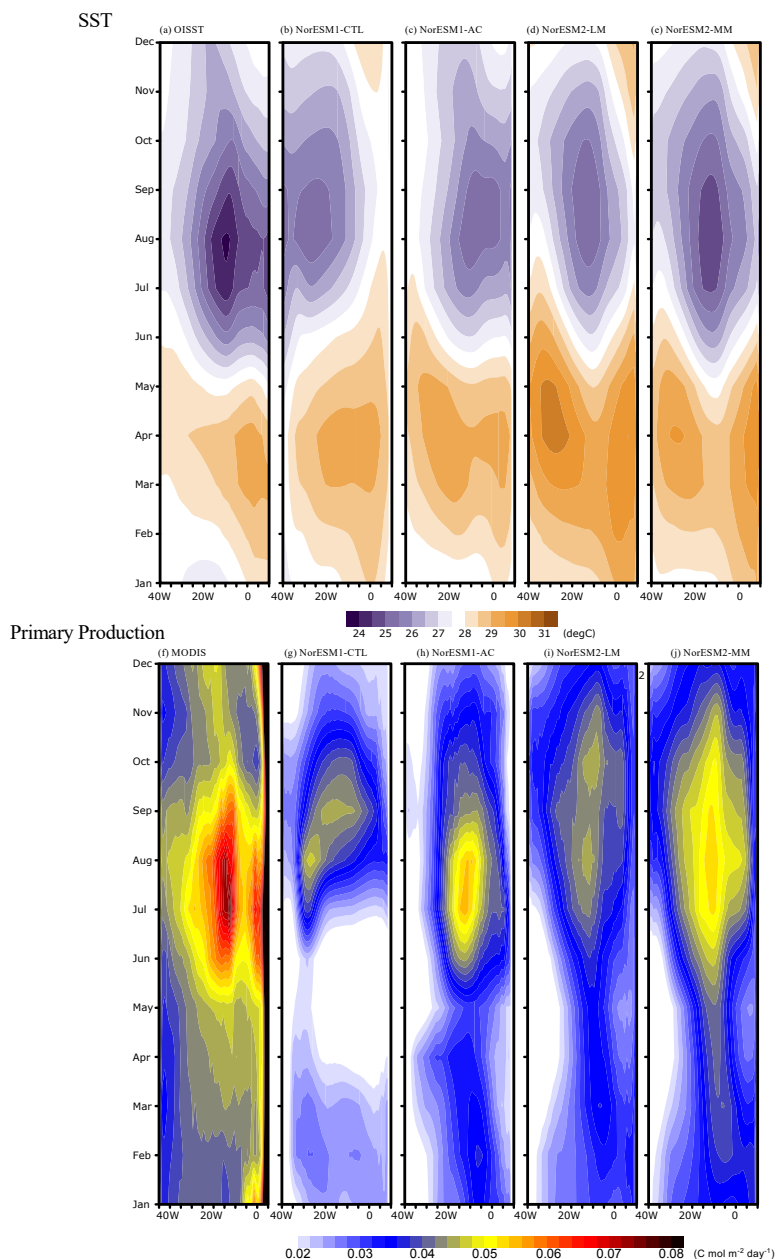 SST
(a) OISST (b) NorESM1-CTL (c) NorESM1-AC (d) NorESM2-LM (e) NorESM2-MM
Dec
Nov
Oct
Sep
Aug
Jul
Jun
May
Apr
Mar
Feb
Jan
40W 20W 0 40W 20W 0 40W 20W 0 40W 20W 0 40W 20W 0
24 25 26 27 28 29 30 31 (degC)
Primary Production
(f) MODIS (g) NorESM1-CTL (h) NorESM1-AC (i) NorESM2-LM (j) NorESM2-MM
Dec
2
Nov
Oct
Sep
Aug
Jul
Jun
May
Apr
Mar
Feb
Jan
40W 20W 0 40W 20W 0 40W 20W 0 40W 20W 0 40W 20W 0
0.02 0.03 0.04 0.05 0.06 0.07 0.08 (C mol m⁻² day⁻¹)